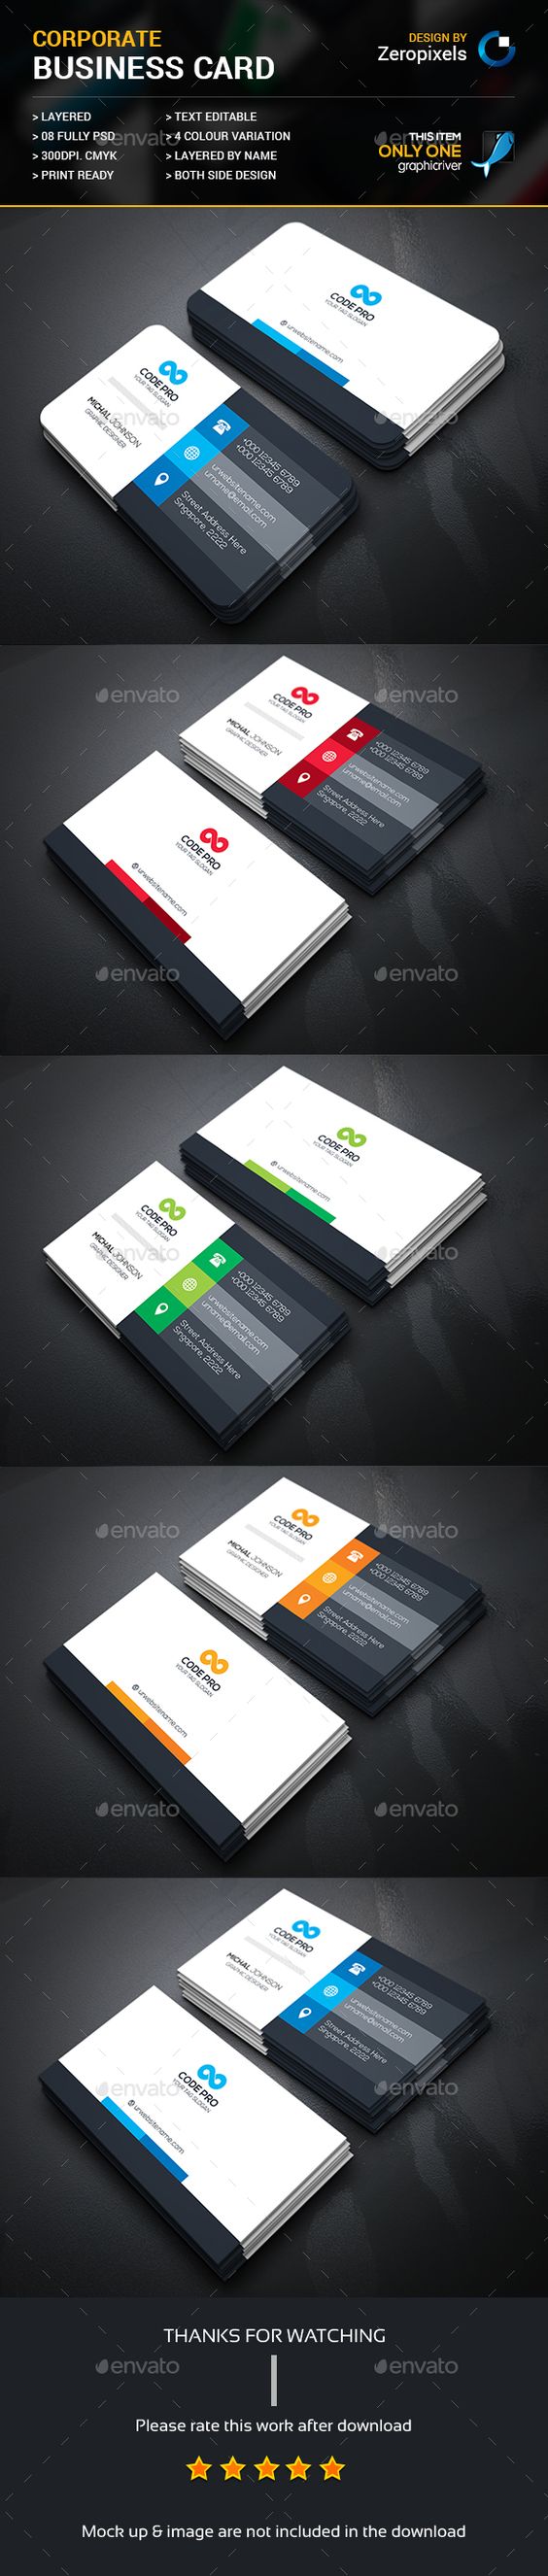 CORPORATE
BUSINESS CARD
DESIGN BY
Zeropixels
> LAYERED
> 08 FULLY PSD
> 300DPI. CMYK
> PRINT READY
> TEXT EDITABLE
> 4 COLOUR VARIATION
> LAYERED BY NAME
> BOTH SIDE DESIGN
THIS ITEM
ONLY ONE
graphicriver
CODE PRO
YOUR TAG SLOGAN
urwebsitename.com
CODE PRO
YOUR TAG SLOGAN
MICHAL JOHNSON
GRAPHIC DESIGNER
+000 12345 6789
+000 12345 6789
urwebsitename.com
urname@email.com
Street Address Here
Singapore, 2222
CODE PRO
YOUR TAG SLOGAN
MICHAL JOHNSON
GRAPHIC DESIGNER
+000 12345 6789
+000 12345 6789
urwebsitename.com
urname@email.com
Street Address Here
Singapore, 2222
CODE PRO
YOUR TAG SLOGAN
urwebsitename.com
CODE PRO
YOUR TAG SLOGAN
urwebsitename.com
CODE PRO
YOUR TAG SLOGAN
MICHAL JOHNSON
GRAPHIC DESIGNER
+000 12345 6789
+000 12345 6789
urwebsitename.com
urname@email.com
Street Address Here
Singapore, 2222
CODE PRO
YOUR TAG SLOGAN
MICHAL JOHNSON
GRAPHIC DESIGNER
+000 12345 6789
+000 12345 6789
urwebsitename.com
urname@email.com
Street Address Here
Singapore, 2222
CODE PRO
YOUR TAG SLOGAN
urwebsitename.com
CODE PRO
YOUR TAG SLOGAN
MICHAL JOHNSON
GRAPHIC DESIGNER
+000 12345 6789
+000 12345 6789
urwebsitename.com
urname@email.com
Street Address Here
Singapore, 2222
CODE PRO
YOUR TAG SLOGAN
urwebsitename.com
THANKS FOR WATCHING
Please rate this work after download
Mock up & image are not included in the download
envato